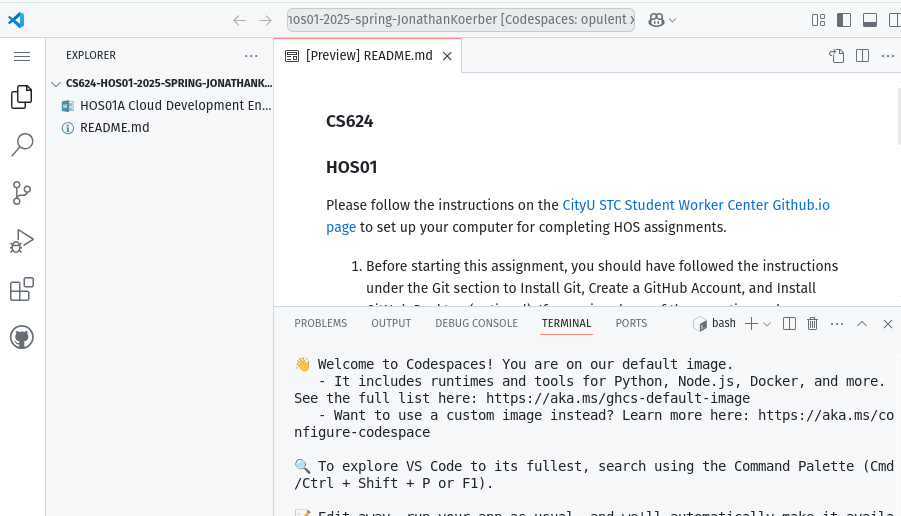 hos01-2025-spring-JonathanKoerber [Codespaces: opulent x
EXPLORER
[Preview] README.md
CS624-HOS01-2025-SPRING-JONATHANK...
HOS01A Cloud Development En...
README.md
CS624
HOS01
Please follow the instructions on the CityU STC Student Worker Center Github.io
page to set up your computer for completing HOS assignments.
1. Before starting this assignment, you should have followed the instructions
under the Git section to Install Git, Create a GitHub Account, and Install
PROBLEMS OUTPUT DEBUG CONSOLE TERMINAL PORTS bash
👋 Welcome to Codespaces! You are on our default image.
- It includes runtimes and tools for Python, Node.js, Docker, and more.
See the full list here: https://aka.ms/ghcs-default-image
- Want to use a custom image instead? Learn more here: https://aka.ms/co
nfigure-codespace
🔍 To explore VS Code to its fullest, search using the Command Palette (Cmd
/Ctrl + Shift + P or F1).
📝 Edit away, run your app as usual, and we'll automatically make it availa